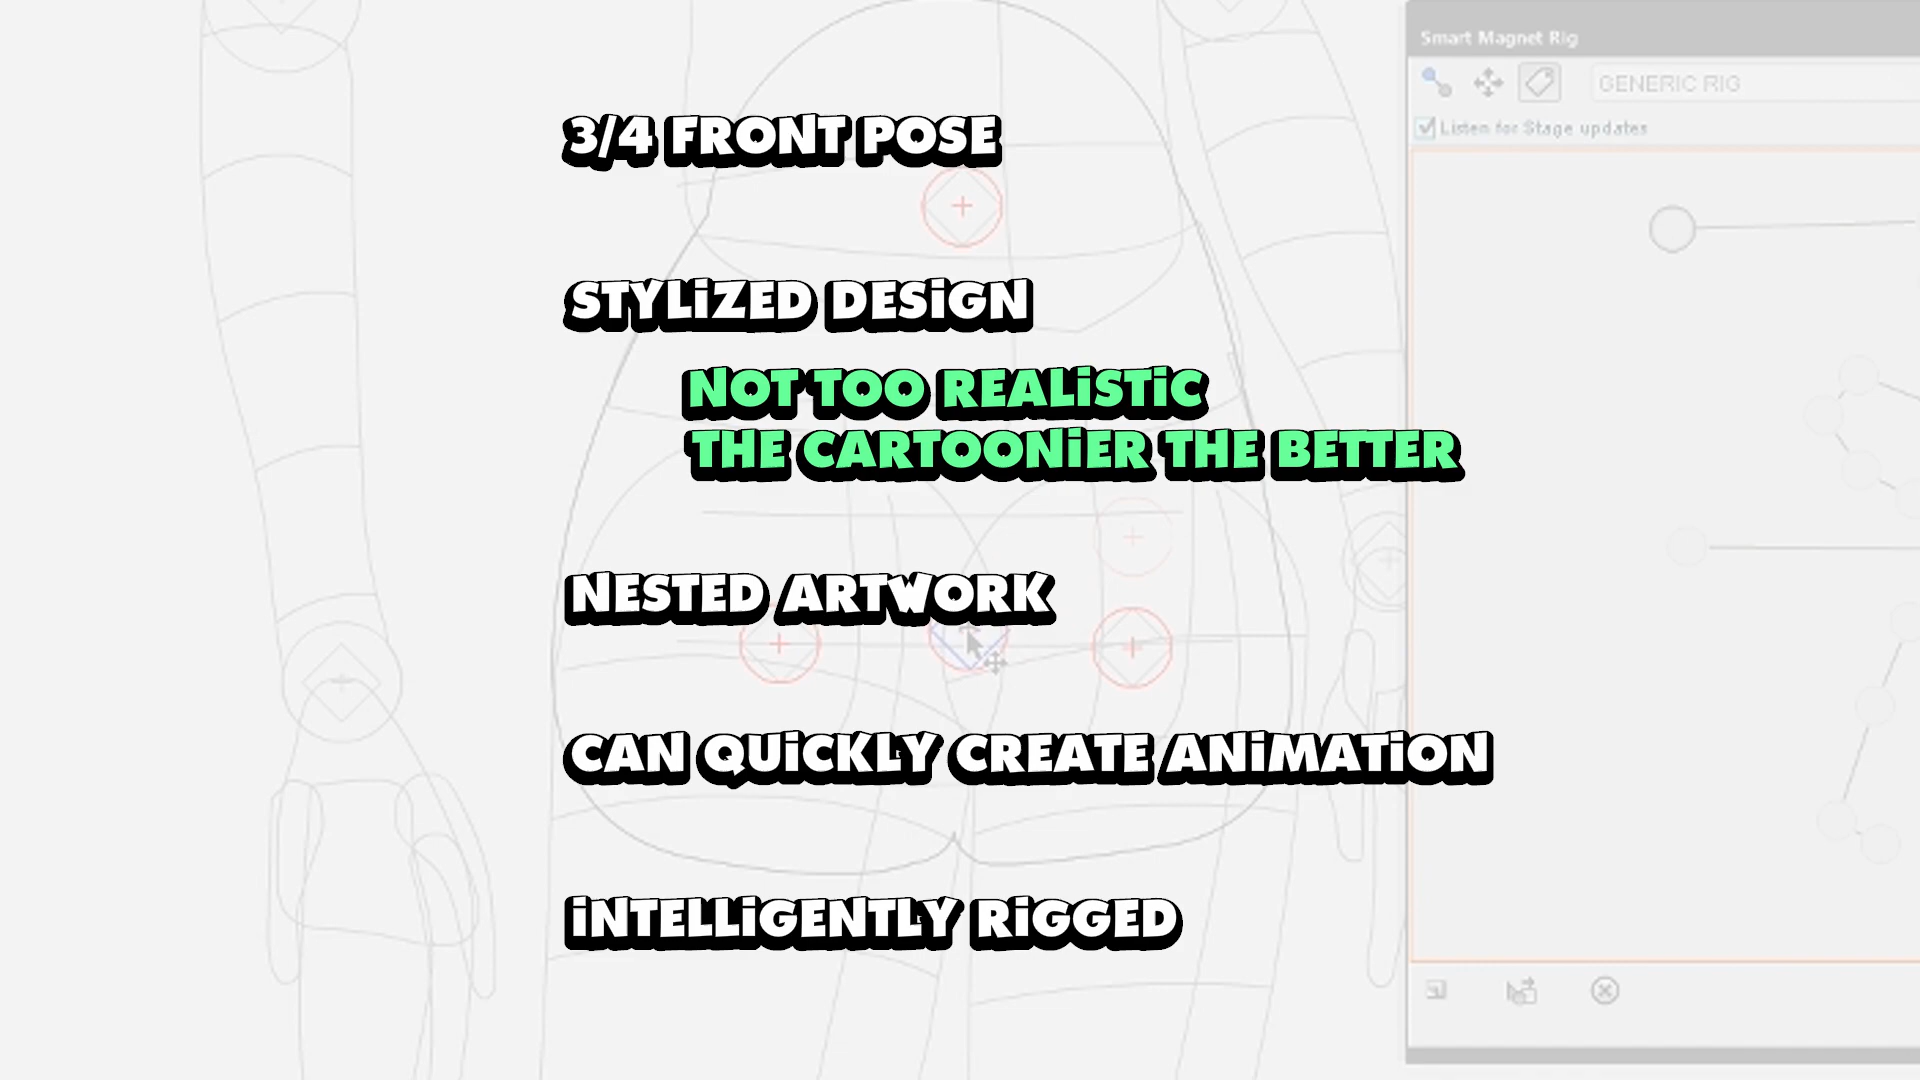 Smart Magnet Rig
GENERIC RIG
Listen for Stage updates
3/4 FRONT POSE
STYLiZED DESiGN
NOT TOO REALiSTiC
THE CARTOONiER THE BETTER
NESTED ARTWORK
CAN QUiCKLY CREATE ANiMATiON
iNTELLiGENTLY RiGGED